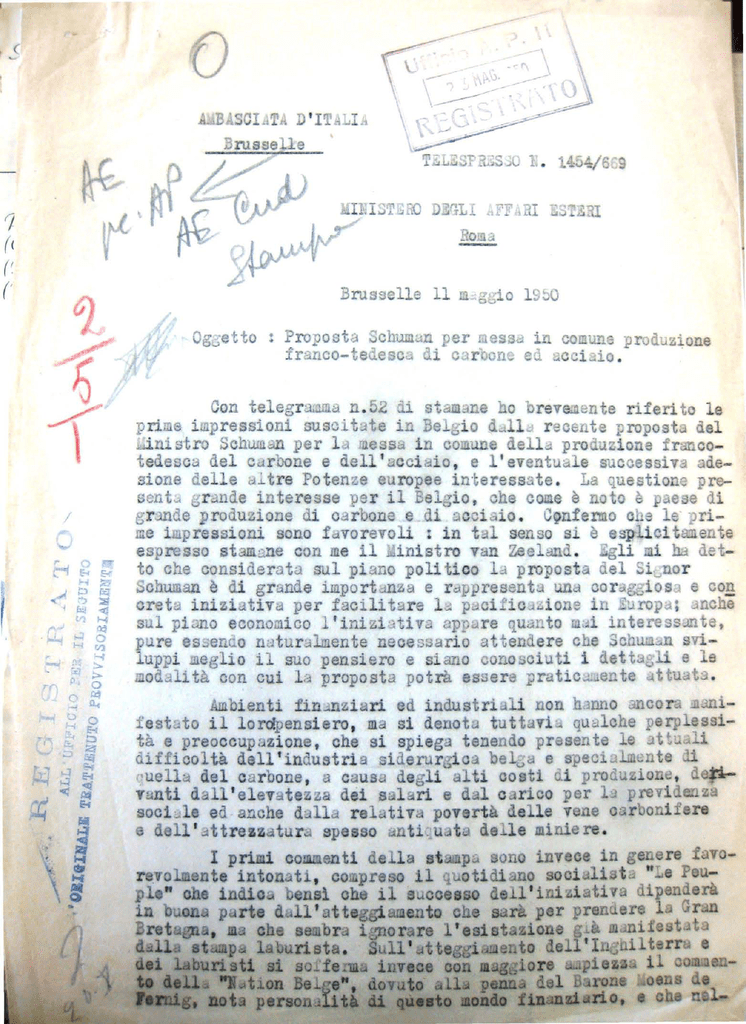 Ufficio A. P. II
23 MAG. 950
REGISTRATO
AMBASCIATA D'ITALIA
Brusselle
TELESPRESSO N. 1454/669
AE
pc. AP
AE Cud
Stampa
MINISTERO DEGLI AFFARI ESTERI
Roma
Brusselle 11 maggio 1950
2
5
1
Oggetto : Proposta Schuman per messa in comune produzione
franco-tedesca di carbone ed acciaio.
Con telegramma n.52 di stamane ho brevemente riferito le
prime impressioni suscitate in Belgio dalla recente proposta del
Ministro Schuman per la messa in comune della produzione franco-
tedesca del carbone e dell'acciaio, e l'eventuale successiva ade-
sione delle altre Potenze europee interessate. La questione pre-
senta grande interesse per il Belgio, che come è noto è paese di
grande produzione di carbone e di acciaio. Confermo che le pri-
me impressioni sono favorevoli : in tal senso si è esplicitamente
espresso stamane con me il Ministro van Zeeland. Egli mi ha det-
to che considerata sul piano politico la proposta del Signor
Schuman è di grande importanza e rappresenta una coraggiosa e con
creta iniziativa per facilitare la pacificazione in Europa; anche
sul piano economico l'iniziativa appare quanto mai interessante,
pure essendo naturalmente necessario attendere che Schuman svi-
luppi meglio il suo pensiero e siano conosciuti i dettagli e le
modalità con cui la proposta potrà essere praticamente attuata.
Ambienti finanziari ed industriali non hanno ancora mani-
festato il loro pensiero, ma si denota tuttavia qualche perplessi-
tà e preoccupazione, che si spiega tenendo presente le attuali
difficoltà dell'industria siderurgica belga e specialmente di
quella del carbone, a causa degli alti costi di produzione, deri-
vanti dall'elevatezza dei salari e dal carico per la previdenza
sociale ed anche dalla relativa povertà delle vene carbonifere
e dell'attrezzatura spesso antiquata delle miniere.
I primi commenti della stampa sono invece in genere favo-
revolmente intonati, compreso il quotidiano socialista "Le Peu-
ple" che indica bensì che il successo dell'iniziativa dipenderà
in buona parte dall'atteggiamento che sarà per prendere la Gran
Bretagna, ma che sembra ignorare l'esistazione già manifestata
dalla stampa laburista. Sull'atteggiamento dell'Inghilterra e
dei laburisti si sofferma invece con maggiore ampiezza il commen-
to della "Nation Belge", dovuto alla penna del Barone Moens de
Fernig, nota personalità di questo mondo finanziario, e che nel-
REGISTRATO
ALL'UFFICIO PER IL SEGUITO
ORIGINALE TRATTENUTO PROVVISORIAMENTE